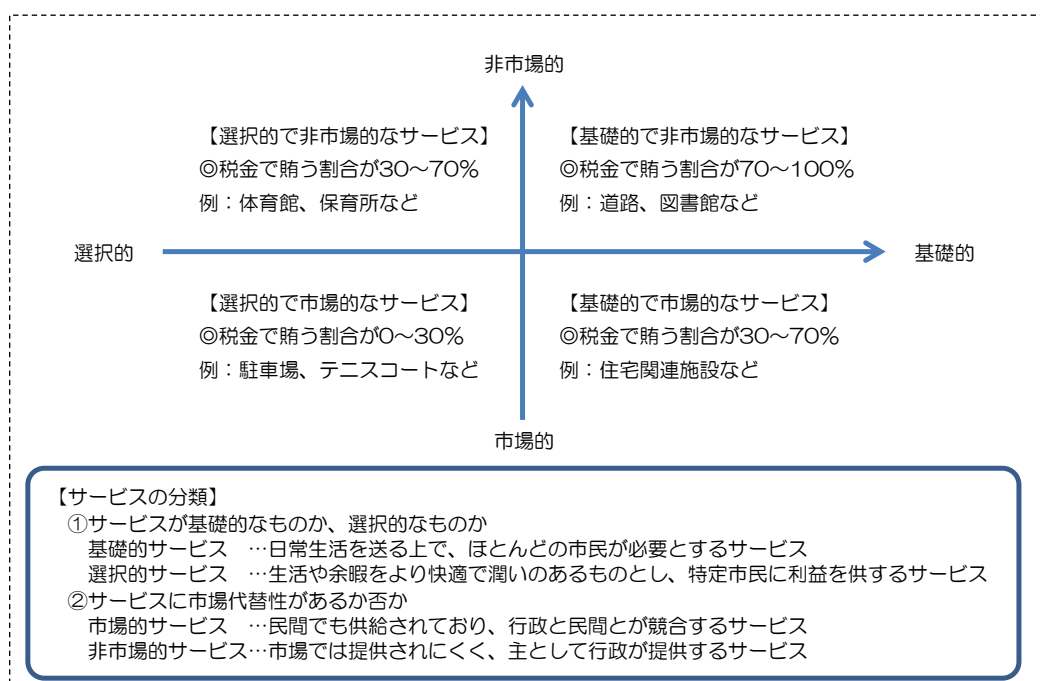 非市場的
【選択的で非市場的なサービス】
◎税金で賄う割合が30～70%
例：体育館、保育所など
【基礎的で非市場的なサービス】
◎税金で賄う割合が70～100%
例：道路、図書館など
選択的
基礎的
【選択的で市場的なサービス】
◎税金で賄う割合が0～30%
例：駐車場、テニスコートなど
【基礎的で市場的なサービス】
◎税金で賄う割合が30～70%
例：住宅関連施設など
市場的
【サービスの分類】
①サービスが基礎的なものか、選択的なものか
基礎的サービス　…日常生活を送る上で、ほとんどの市民が必要とするサービス
選択的サービス　…生活や余暇をより快適で潤いのあるものとし、特定市民に利益を供するサービス
②サービスに市場代替性があるか否か
市場的サービス　…民間でも供給されており、行政と民間とが競合するサービス
非市場的サービス…市場では提供されにくく、主として行政が提供するサービス